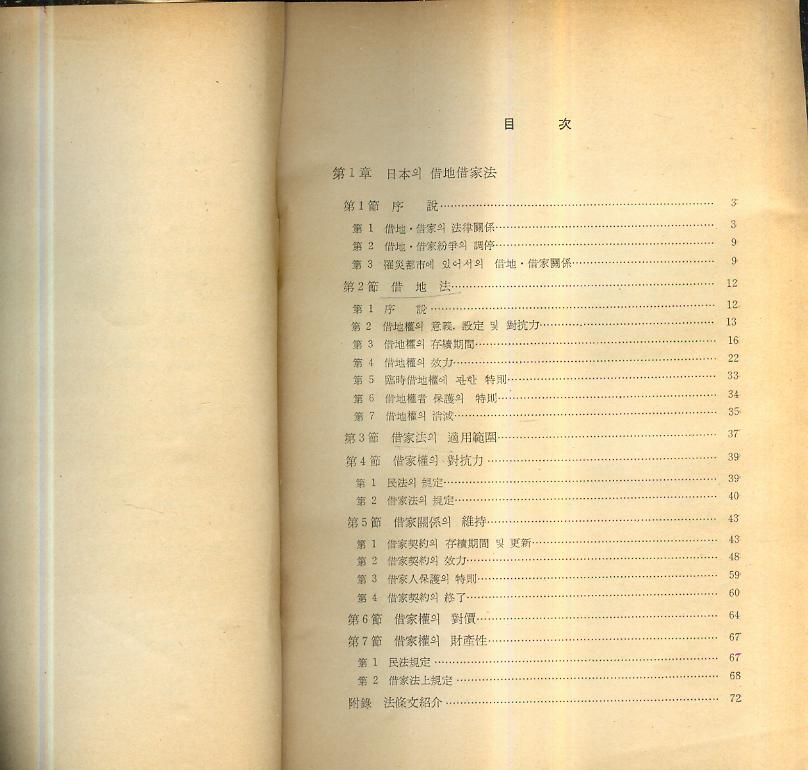 目 次
第1章 日本의 借地借家法
第1節 序 說 3
第 1 借地·借家의 法律關係 3
第 2 借地·借家紛爭의 調停 9
第 3 罹災都市에 있어서의 借地·借家關係 9
第2節 借 地 法 12
第 1 序 說 12
第 2 借地權의 意義, 設定 및 對抗力 13
第 3 借地權의 存續期間 16
第 4 借地權의 效力 22
第 5 臨時借地權에 관한 特則 33
第 6 借地權者 保護의 特則 34
第 7 借地權의 消滅 35
第3節 借家法의 適用範圍 37
第4節 借家權의 對抗力 39
第 1 民法의 規定 39
第 2 借家法의 規定 40
第5節 借家關係의 維持 43
第 1 借家契約의 存續期間 및 更新 43
第 2 借家契約의 效力 48
第 3 借家人保護의 特則 59
第 4 借家契約의 終了 60
第6節 借家權의 對價 64
第7節 借家權의 財產性 67
第 1 民法規定 67
第 2 借家法上規定 68
附錄 法條文紹介 72